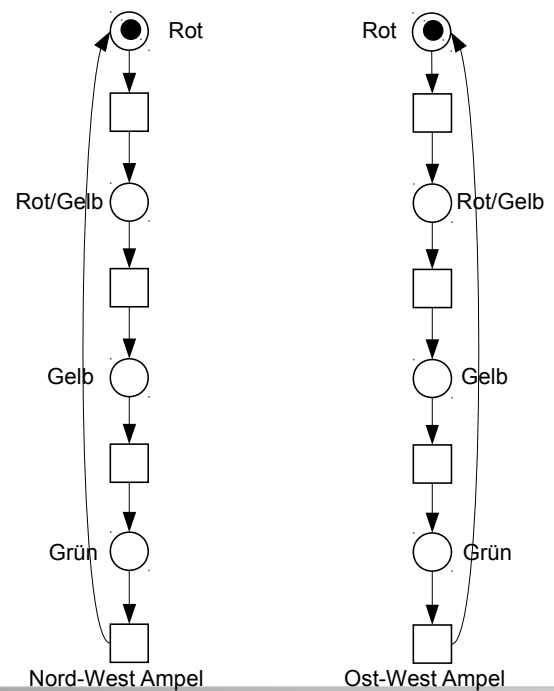 Rot Rot
Rot/Gelb Rot/Gelb
Gelb Gelb
Grün Grün
Nord-West Ampel Ost-West Ampel